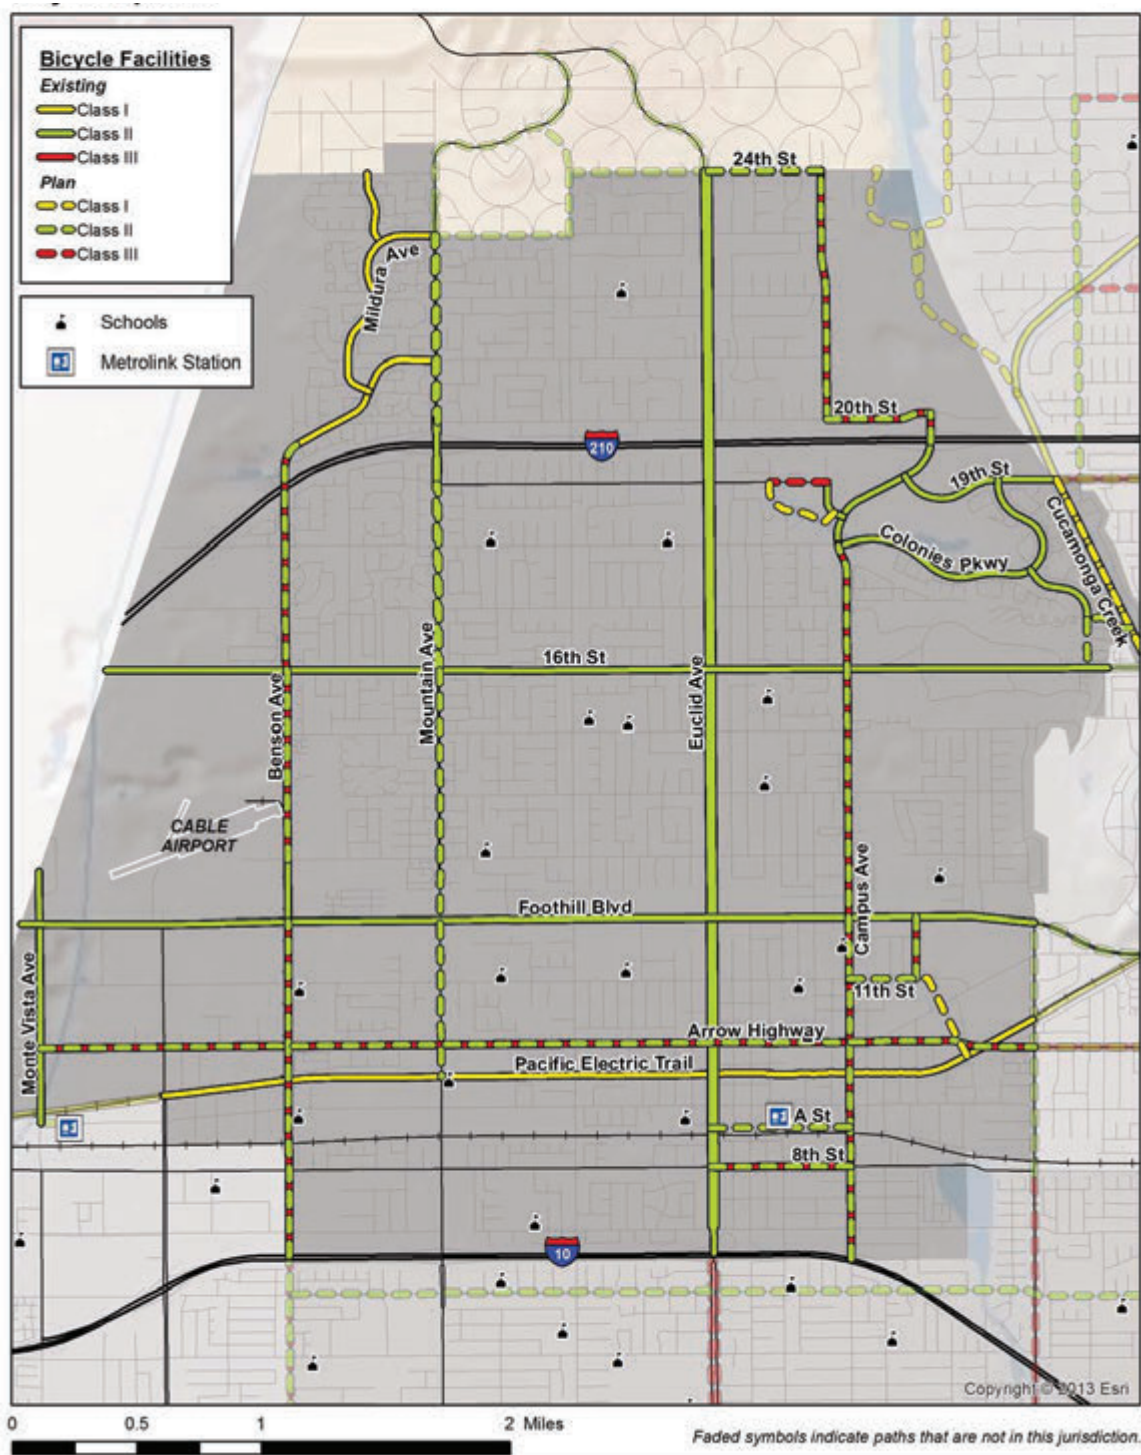 Bicycle Facilities
Existing
Class I
Class II
Class III
Plan
Class I
Class II
Class III
Schools
Metrolink Station
24th St
Mildura Ave
20th St
210
19th St
Colonies Pkwy
Cucamonga Creek
16th St
Benson Ave
Mountain Ave
Euclid Ave
CABLE
AIRPORT
Campus Ave
Foothill Blvd
Monte Vista Ave
11th St
Arrow Highway
Pacific Electric Trail
A St
8th St
10
Copyright © 2013 Esri
0 0.5 1 2 Miles
Faded symbols indicate paths that are not in this jurisdiction.